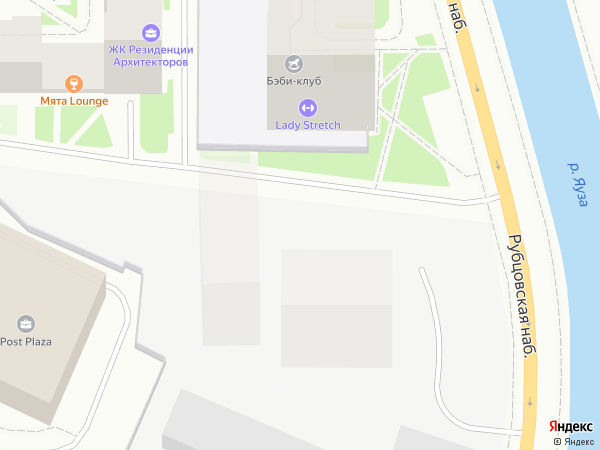 наб.
ЖК Резиденции
Архитекторов
Бэби-клуб
Мята Lounge
Lady Stretch
р. Яуза
Рубцовская наб.
Post Plaza
Яндекс
© Яндекс